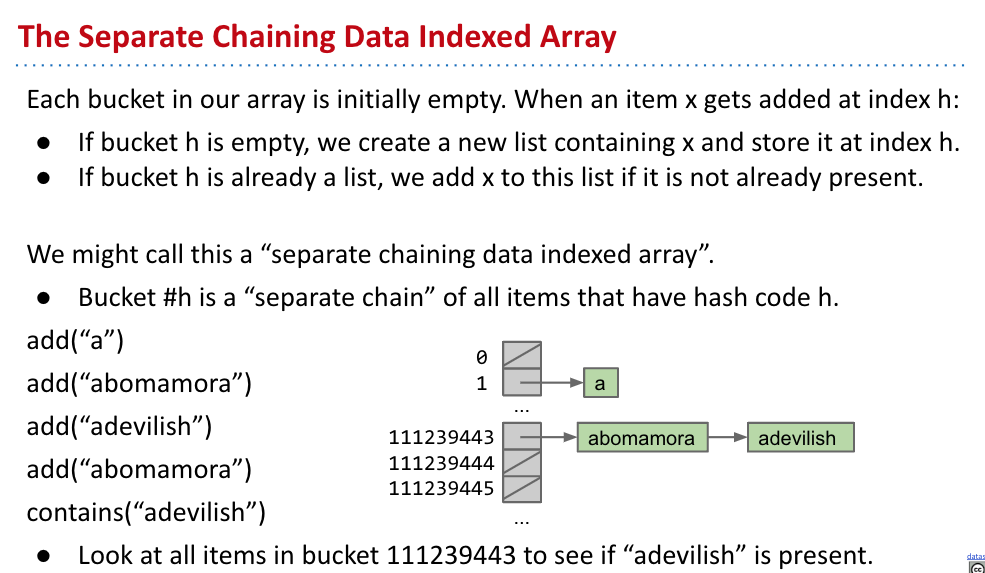 The Separate Chaining Data Indexed Array
Each bucket in our array is initially empty. When an item x gets added at index h:
● If bucket h is empty, we create a new list containing x and store it at index h.
● If bucket h is already a list, we add x to this list if it is not already present.
We might call this a “separate chaining data indexed array”.
● Bucket #h is a “separate chain” of all items that have hash code h.
add(“a”)
add(“abomamora”)
add(“adevilish”)
add(“abomamora”)
contains(“adevilish”)
0
1 a
...
111239443 abomamora adevilish
111239444
111239445
...
● Look at all items in bucket 111239443 to see if “adevilish” is present.
datas
cc